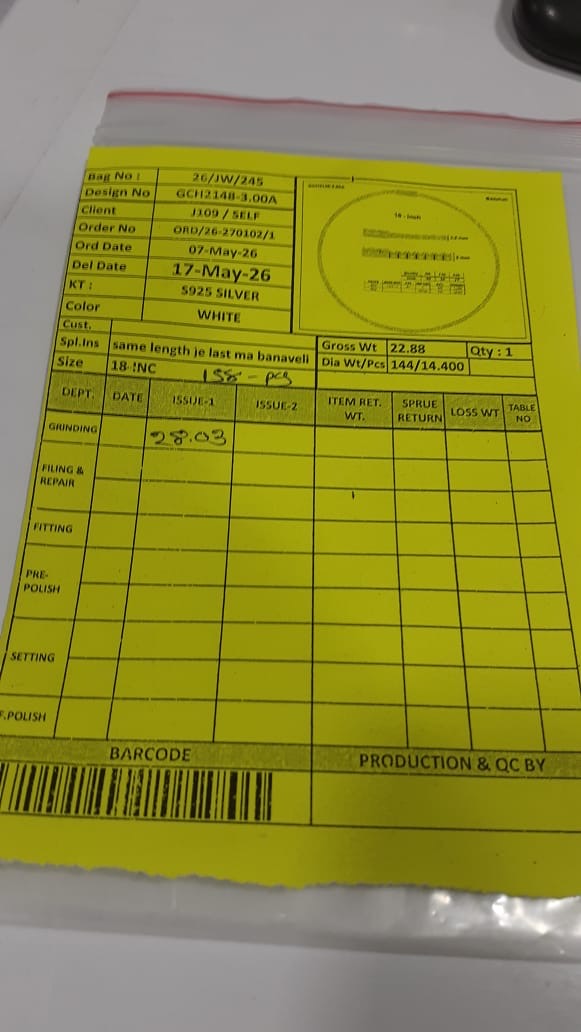 Bag No : 26/JW/245
Design No GCH2148-3.00A
Client J109 / SELF
Order No ORD/26-270102/1
Ord Date 07-May-26
Del Date 17-May-26
KT : S925 SILVER
Color WHITE
Cust.
Spl.Ins same length je last ma banaveli
Size 18 INC 158-pcs
18 - Inch
Gross Wt 22.88 Qty : 1
Dia Wt/Pcs 144/14.400
DEPT. DATE ISSUE-1 ISSUE-2 ITEM RET. WT. SPRUE RETURN LOSS WT TABLE NO
GRINDING 28.03
FILING & REPAIR
FITTING
PRE-POLISH
SETTING
F.POLISH
BARCODE PRODUCTION & QC BY